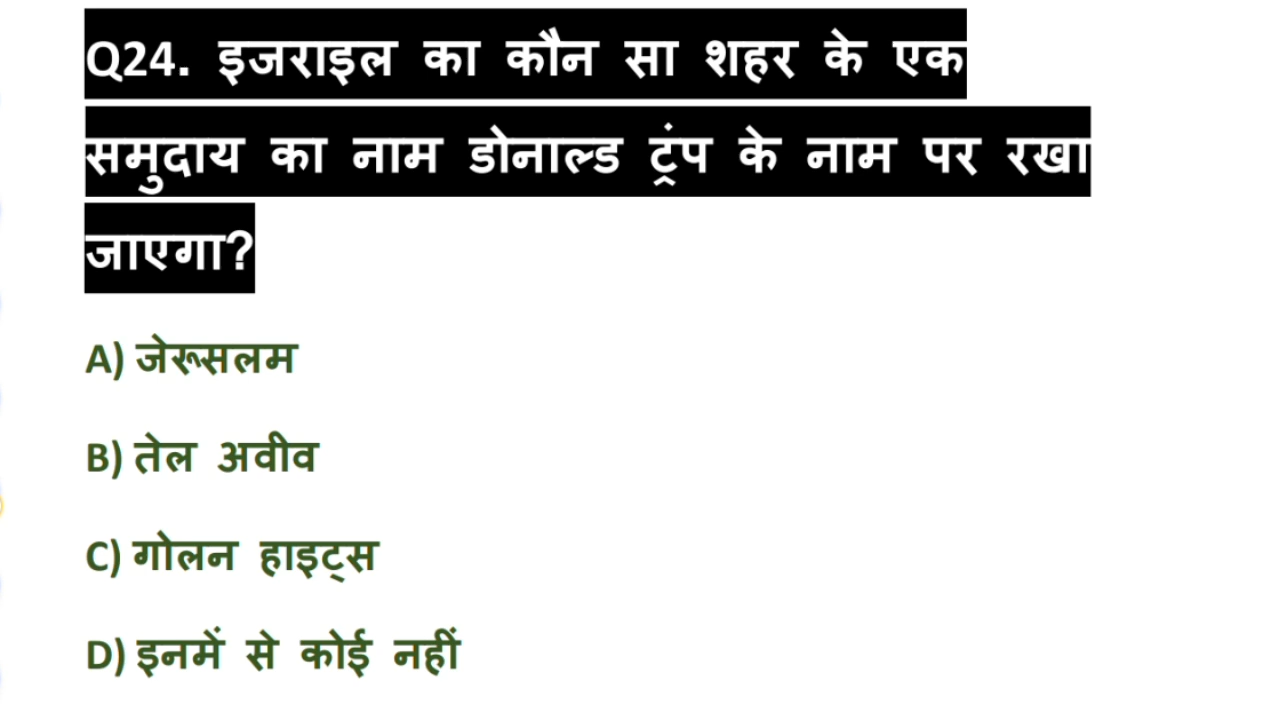 Q24. इजराइल का कौन सा शहर के एक
समुदाय का नाम डोनाल्ड ट्रंप के नाम पर रखा
जाएगा?
A) जेरूसलम
B) तेल अवीव
C) गोलन हाइट्स
D) इनमें से कोई नहीं